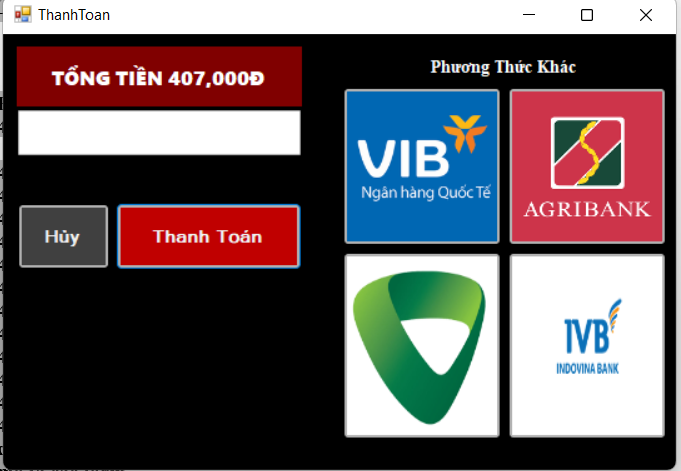 ThanhToan
TỔNG TIỀN 407,000Đ
Hủy
Thanh Toán
Phương Thức Khác
VIB
Ngân hàng Quốc Tế
AGRIBANK
IVB
INDOVINA BANK